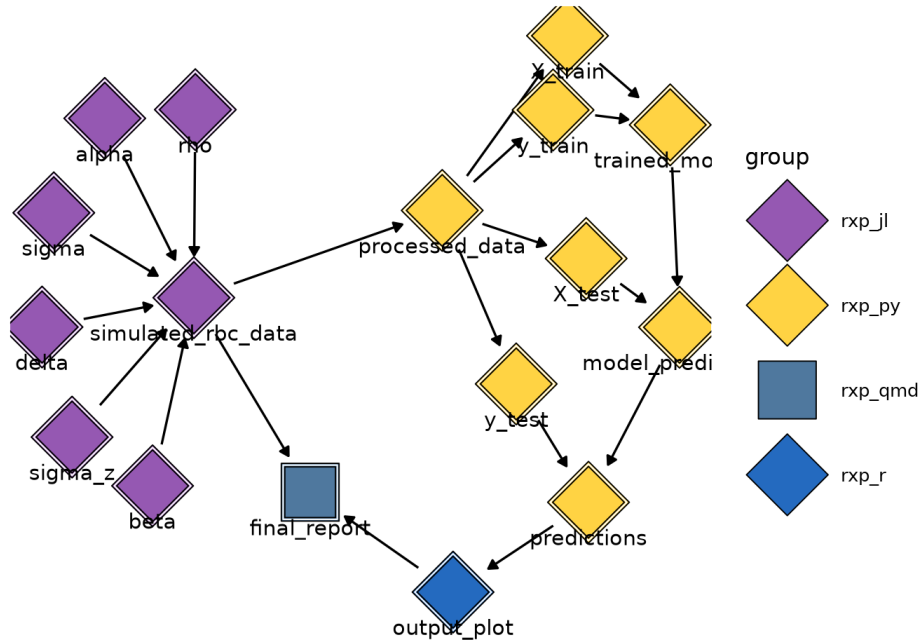 X_train
y_train
alpha
rho
trained_mo
group
rxp_jl
sigma
processed_data
X_test
rxp_py
simulated_rbc_data
delta
model_predi
rxp_qmd
y_test
sigma_z
rxp_r
beta
final_report
predictions
output_plot